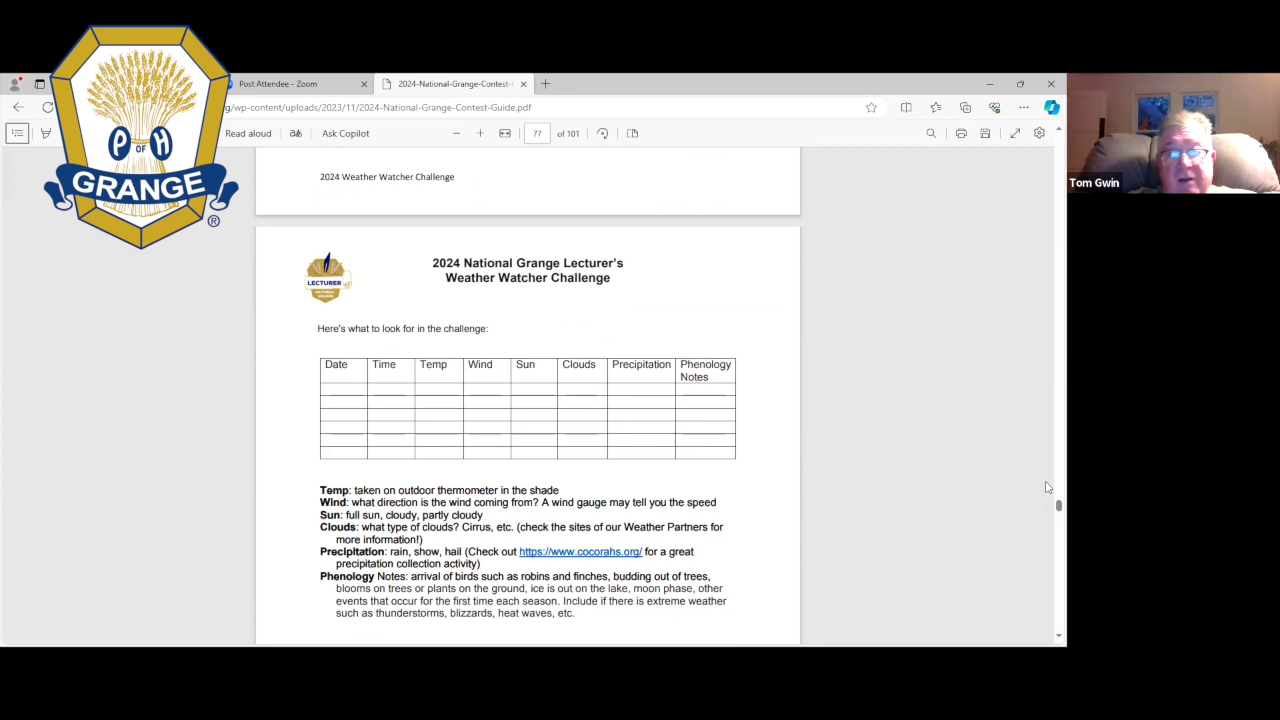 P OF H
GRANGE
®
Post Attendee - Zoom
2024-National-Grange-Contest-
g/wp-content/uploads/2023/11/2024-National-Grange-Contest-Guide.pdf
Read aloud
Ask Copilot
77 of 101
Tom Gwin
2024 Weather Watcher Challenge
LECTURER
2024 National Grange Lecturer's
Weather Watcher Challenge
Here's what to look for in the challenge:
Date Time Temp Wind Sun Clouds Precipitation Phenology
Notes
Temp: taken on outdoor thermometer in the shade
Wind: what direction is the wind coming from? A wind gauge may tell you the speed
Sun: full sun, cloudy, partly cloudy
Clouds: what type of clouds? Cirrus, etc. (check the sites of our Weather Partners for
more information!)
Precipitation: rain, show, hail (Check out https://www.cocorahs.org/ for a great
precipitation collection activity)
Phenology Notes: arrival of birds such as robins and finches, budding out of trees,
blooms on trees or plants on the ground, ice is out on the lake, moon phase, other
events that occur for the first time each season. Include if there is extreme weather
such as thunderstorms, blizzards, heat waves, etc.